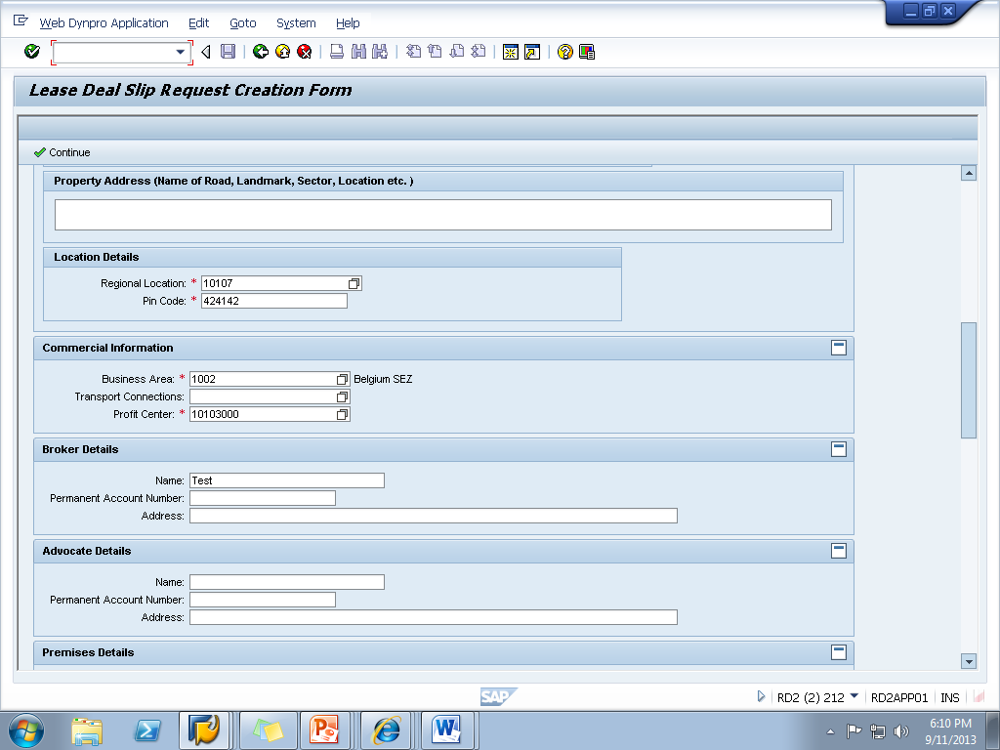 Web Dynpro Application Edit Goto System Help
Lease Deal Slip Request Creation Form
Continue
Property Address (Name of Road, Landmark, Sector, Location etc. )
Location Details
Regional Location: * 10107
Pin Code: * 424142
Commercial Information
Business Area: * 1002 Belgium SEZ
Transport Connections:
Profit Center: * 10103000
Broker Details
Name: Test
Permanent Account Number:
Address:
Advocate Details
Name:
Permanent Account Number:
Address:
Premises Details
SAP
RD2 (2) 212 RD2APP01 INS
6:10 PM
9/11/2013